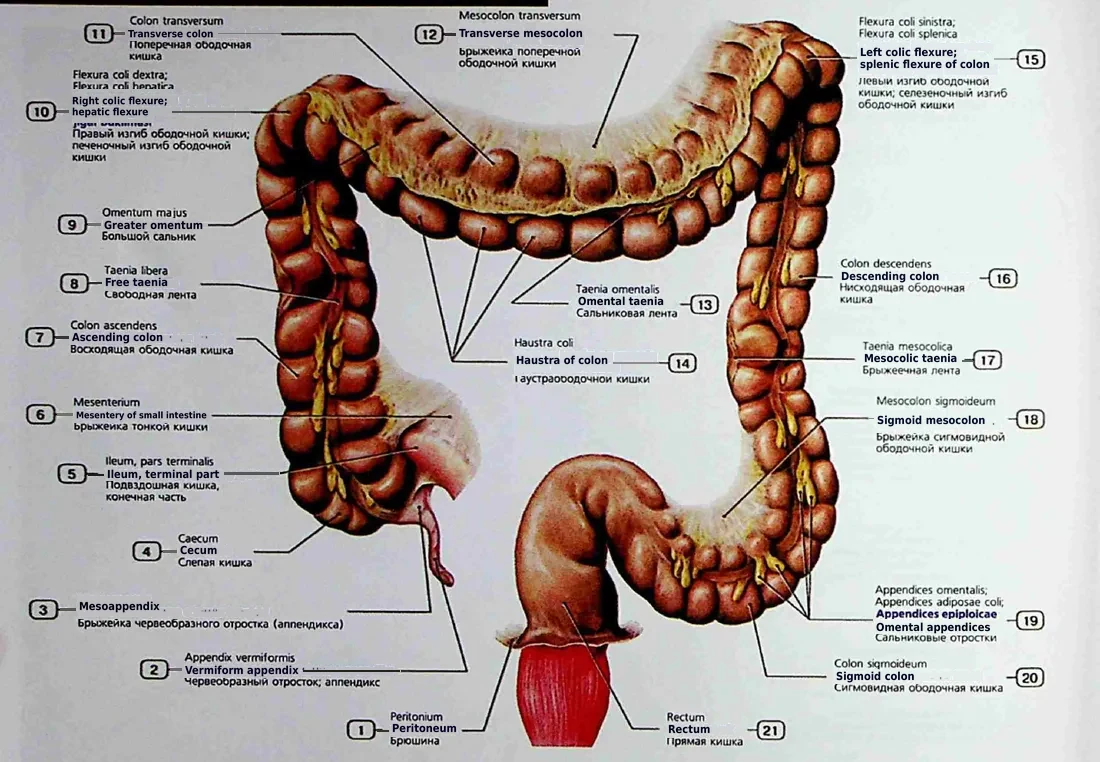 11
Colon transversum
Transverse colon
Поперечная ободочная
кишка
12
Mesocolon transversum
Transverse mesocolon
Брыжейка поперечной
ободочной кишки
Flexura coli sinistra;
Flexura coli splenica
Left colic flexure;
splenic flexure of colon
Левый изгиб ободочной
кишки; селезеночный изгиб
ободочной кишки
15
Flexura coli dextra;
Flexura coli hepatica
10
Right colic flexure;
hepatic flexure
Правый изгиб ободочной кишки;
печеночный изгиб ободочной
кишки
9
Omentum majus
Greater omentum
Большой сальник
8
Taenia libera
Free taenia
Свободная лента
7
Colon ascendens
Ascending colon
Восходящая ободочная кишка
6
Mesenterium
Mesentery of small intestine
Брыжейка тонкой кишки
5
Ileum, pars terminalis
Ileum, terminal part
Подвздошная кишка,
конечная часть
4
Caecum
Cecum
Слепая кишка
3
Mesoappendix
Брыжейка червеобразного отростка (аппендикса)
2
Appendix vermiformis
Vermiform appendix
Червеобразный отросток; аппендикс
1
Peritonium
Peritoneum
Брюшина
Taenia omentalis
Omental taenia
Сальниковая лента
13
Haustra coli
Haustra of colon
Гаустраободочной кишки
14
Colon descendens
Descending colon
Нисходящая ободочная
кишка
16
Taenia mesocolica
Mesocolic taenia
Брыжеечная лента
17
Mesocolon sigmoideum
Sigmoid mesocolon
Брыжейка сигмовидной
ободочной кишки
18
Appendices omentalis;
Appendices adiposae coli;
Appendices epiploicae
Omental appendices
Сальниковые отростки
19
Colon sigmoideum
Sigmoid colon
Сигмовидная ободочная кишка
20
Rectum
Rectum
Прямая кишка
21